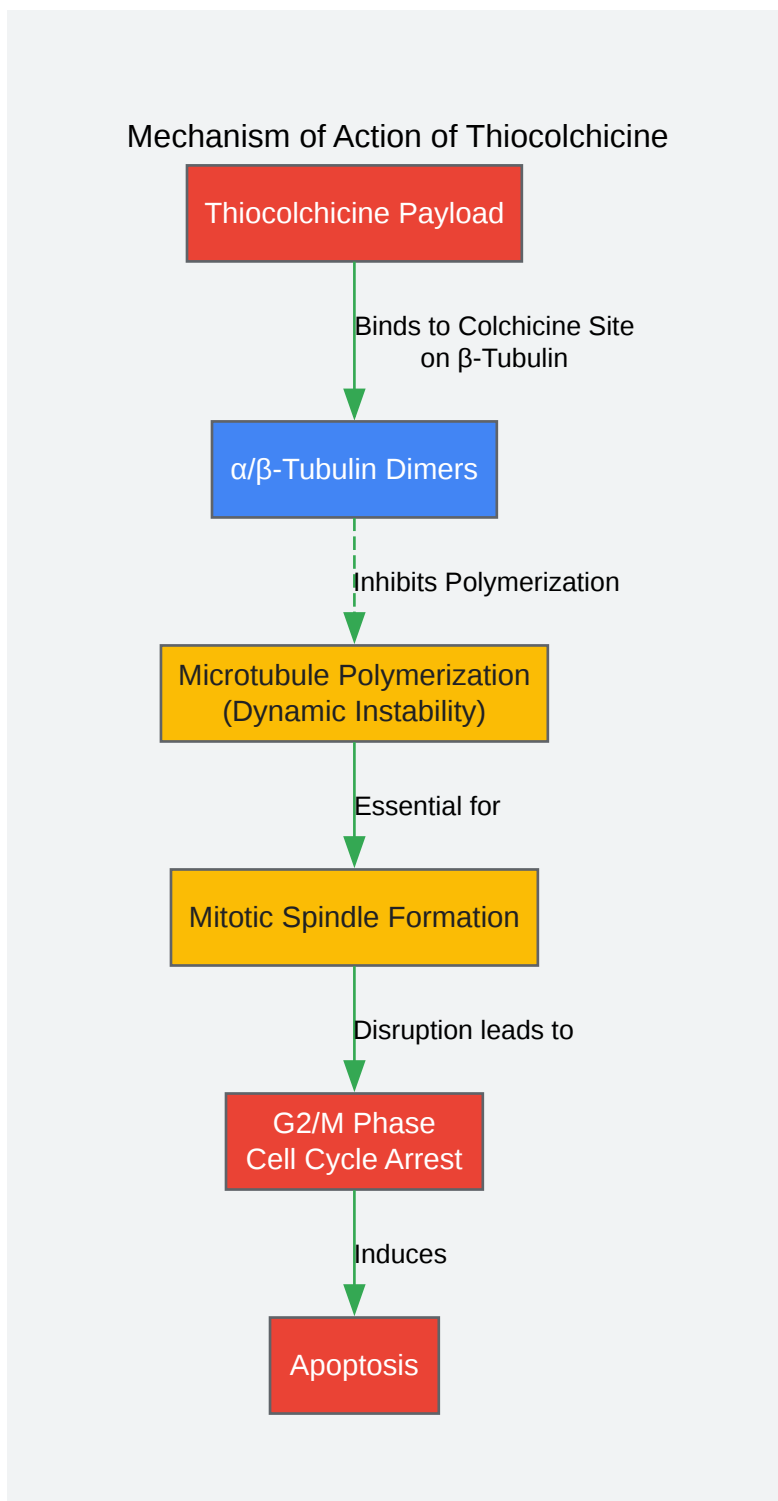 Mechanism of Action of Thiocolchicine
Thiocolchicine Payload
Binds to Colchicine Site
on β-Tubulin
α/β-Tubulin Dimers
Inhibits Polymerization
Microtubule Polymerization
(Dynamic Instability)
Essential for
Mitotic Spindle Formation
Disruption leads to
G2/M Phase
Cell Cycle Arrest
Induces
Apoptosis